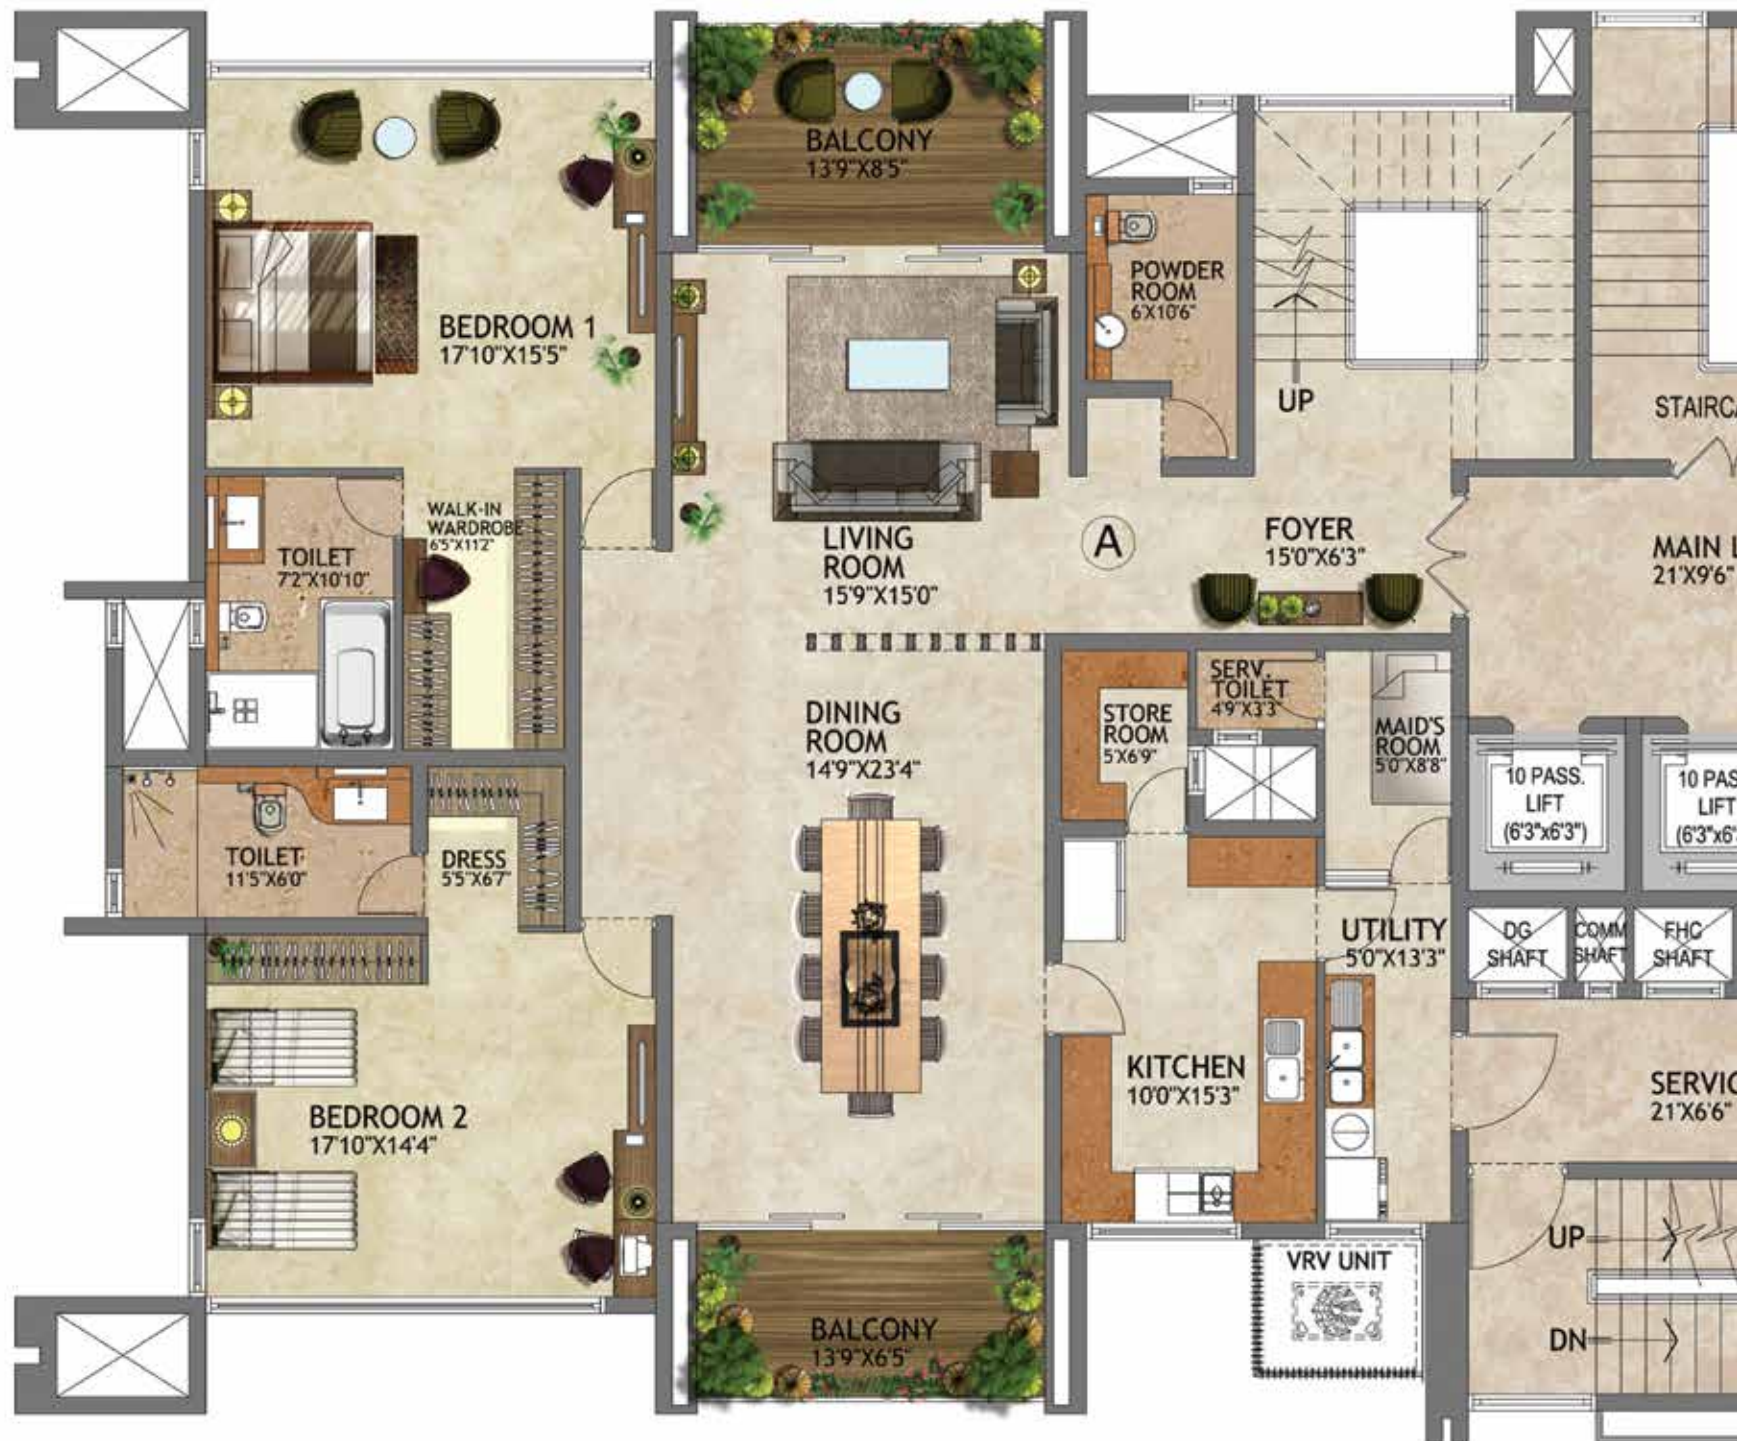 BALCONY
13'9"X8'5"
BEDROOM 1
17'10"X15'5"
POWDER
ROOM
6'X10'6"
UP
STAIRCA
WALK-IN
WARDROBE
6'5"X11'2"
TOILET
7'2"X10'10"
LIVING
ROOM
15'9"X15'0"
A
FOYER
15'0"X6'3"
MAIN L
21'X9'6"
DINING
ROOM
14'9"X23'4"
STORE
ROOM
5'X6'9"
SERV.
TOILET
4'9"X3'3"
MAID'S
ROOM
5'0"X8'8"
10 PASS.
LIFT
(6'3"x6'3")
10 PAS
LIFT
(6'3"x6'
TOILET
11'5"X6'0"
DRESS
5'5"X6'7"
UTILITY
5'0"X13'3"
DG
SHAFT
COMM
SHAFT
FHC
SHAFT
KITCHEN
10'0"X15'3"
SERVIC
21'X6'6"
BEDROOM 2
17'10"X14'4"
UP
DN
VRV UNIT
BALCONY
13'9"X6'5"